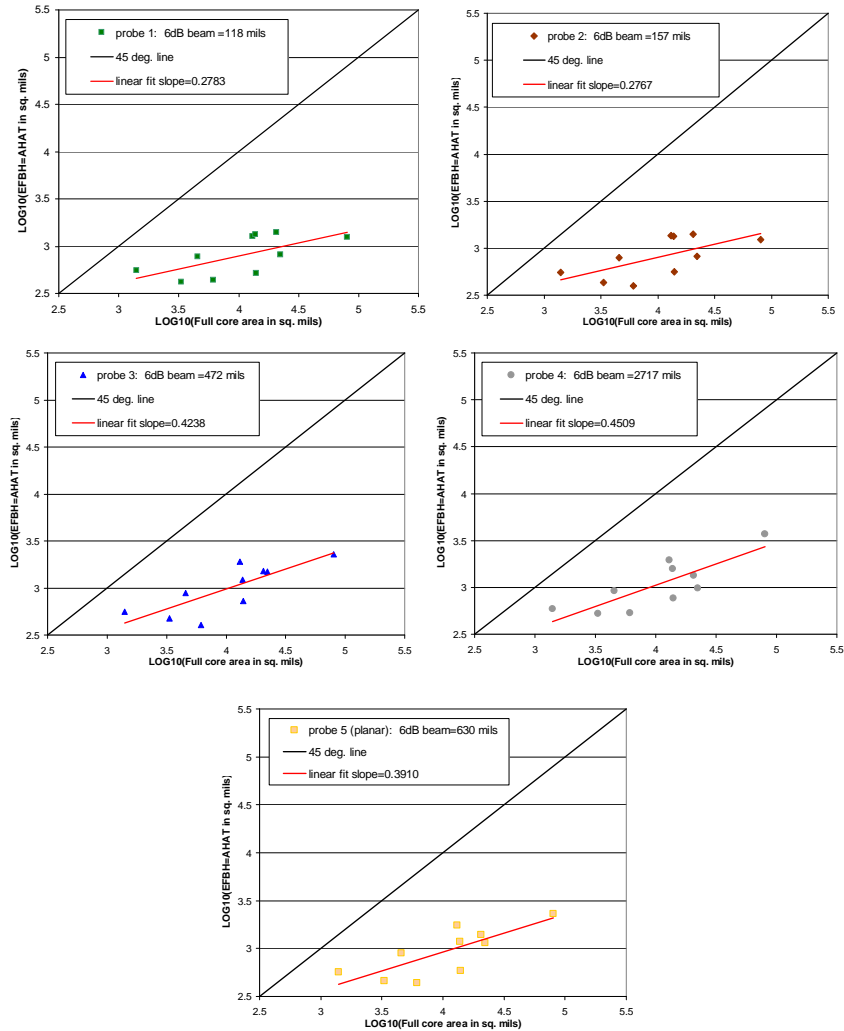 probe 1: 6dB beam =118 mils
45 deg. line
linear fit slope=0.2783
LOG10(EFBH=AHAT in sq. mils)
5.5
5
4.5
4
3.5
3
2.5
2.5 3 3.5 4 4.5 5 5.5
LOG10(Full core area in sq. mils)
probe 2: 6dB beam =157 mils
45 deg. line
linear fit slope=0.2767
LOG10(EFBH=AHAT in sq. mils)
5.5
5
4.5
4
3.5
3
2.5
2.5 3 3.5 4 4.5 5 5.5
LOG10(Full core area in sq. mils)
probe 3: 6dB beam =472 mils
45 deg. line
linear fit slope=0.4238
LOG10(EFBH=AHAT in sq. mils)
5.5
5
4.5
4
3.5
3
2.5
2.5 3 3.5 4 4.5 5 5.5
LOG10(Full core area in sq. mils)
probe 4: 6dB beam =2717 mils
45 deg. line
linear fit slope=0.4509
LOG10(EFBH=AHAT in sq. mils)
5.5
5
4.5
4
3.5
3
2.5
2.5 3 3.5 4 4.5 5 5.5
LOG10(Full core area in sq. mils)
probe 5 (planar): 6dB beam=630 mils
45 deg. line
linear fit slope=0.3910
LOG10(EFBH=AHAT in sq. mils)
5.5
5
4.5
4
3.5
3
2.5
2.5 3 3.5 4 4.5 5 5.5
LOG10(Full core area in sq. mils)